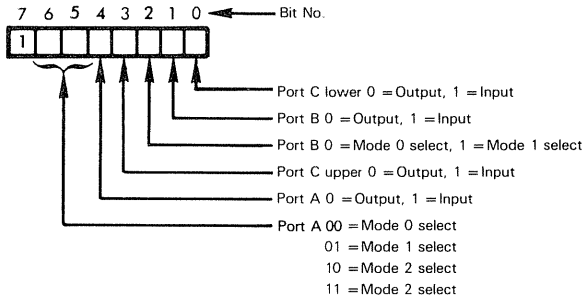 7 6 5 4 3 2 1 0 Bit No.
1
Port C lower 0 = Output, 1 = Input
Port B 0 = Output, 1 = Input
Port B 0 = Mode 0 select, 1 = Mode 1 select
Port C upper 0 = Output, 1 = Input
Port A 0 = Output, 1 = Input
Port A 00 = Mode 0 select
01 = Mode 1 select
10 = Mode 2 select
11 = Mode 2 select